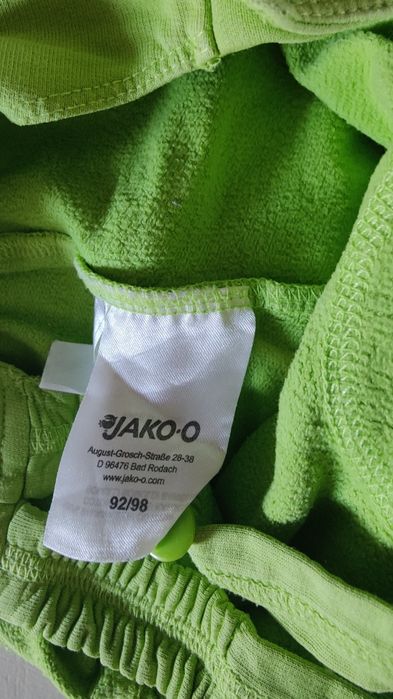 JAKO-O
August-Grosch-Straße 28-38
D 96476 Bad Rodach
www.jako-o.com
92/98